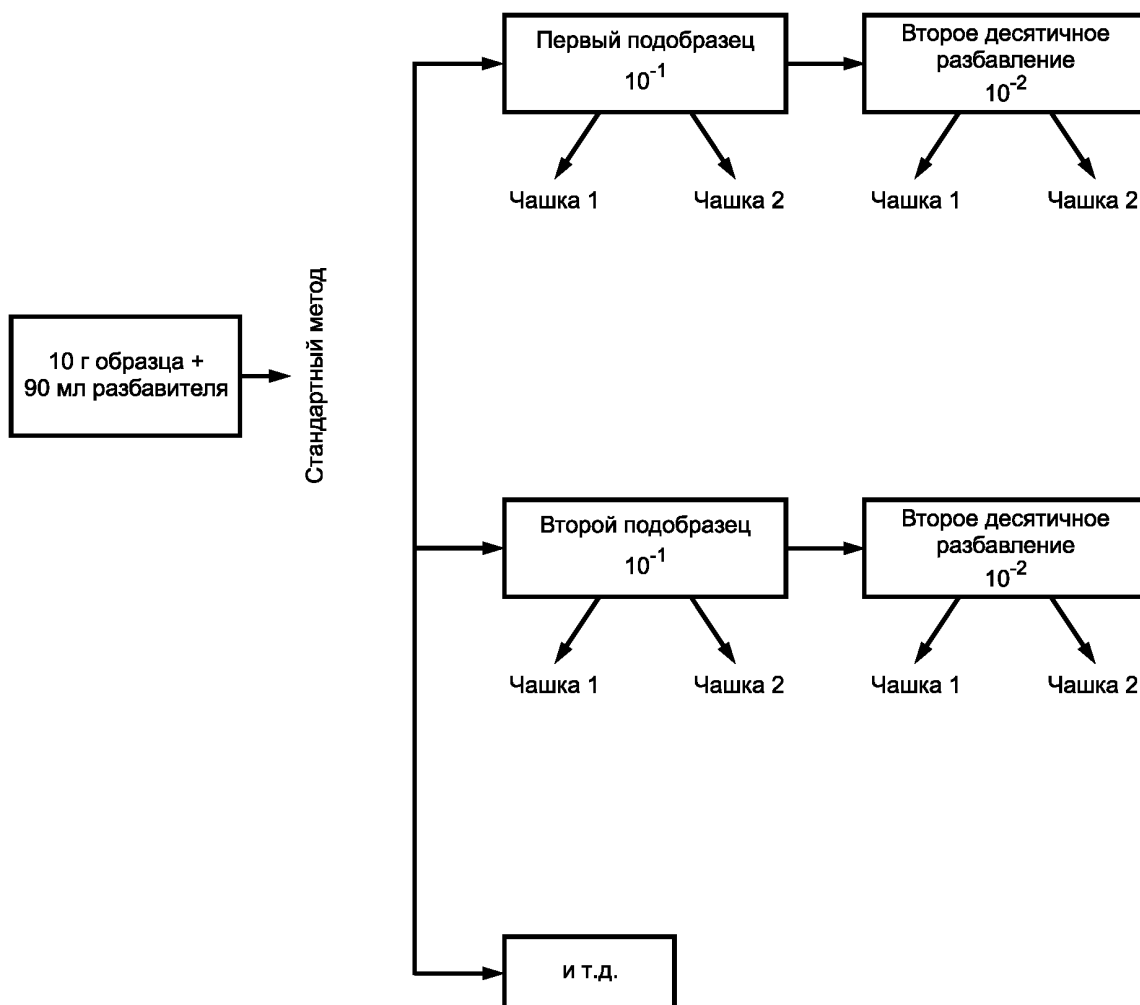 Первый подобразец
10⁻¹
Второе десятичное
разбавление
10⁻²
Чашка 1
Чашка 2
Чашка 1
Чашка 2
10 г образца +
90 мл разбавителя
Стандартный метод
Второй подобразец
10⁻¹
Второе десятичное
разбавление
10⁻²
Чашка 1
Чашка 2
Чашка 1
Чашка 2
и т.д.